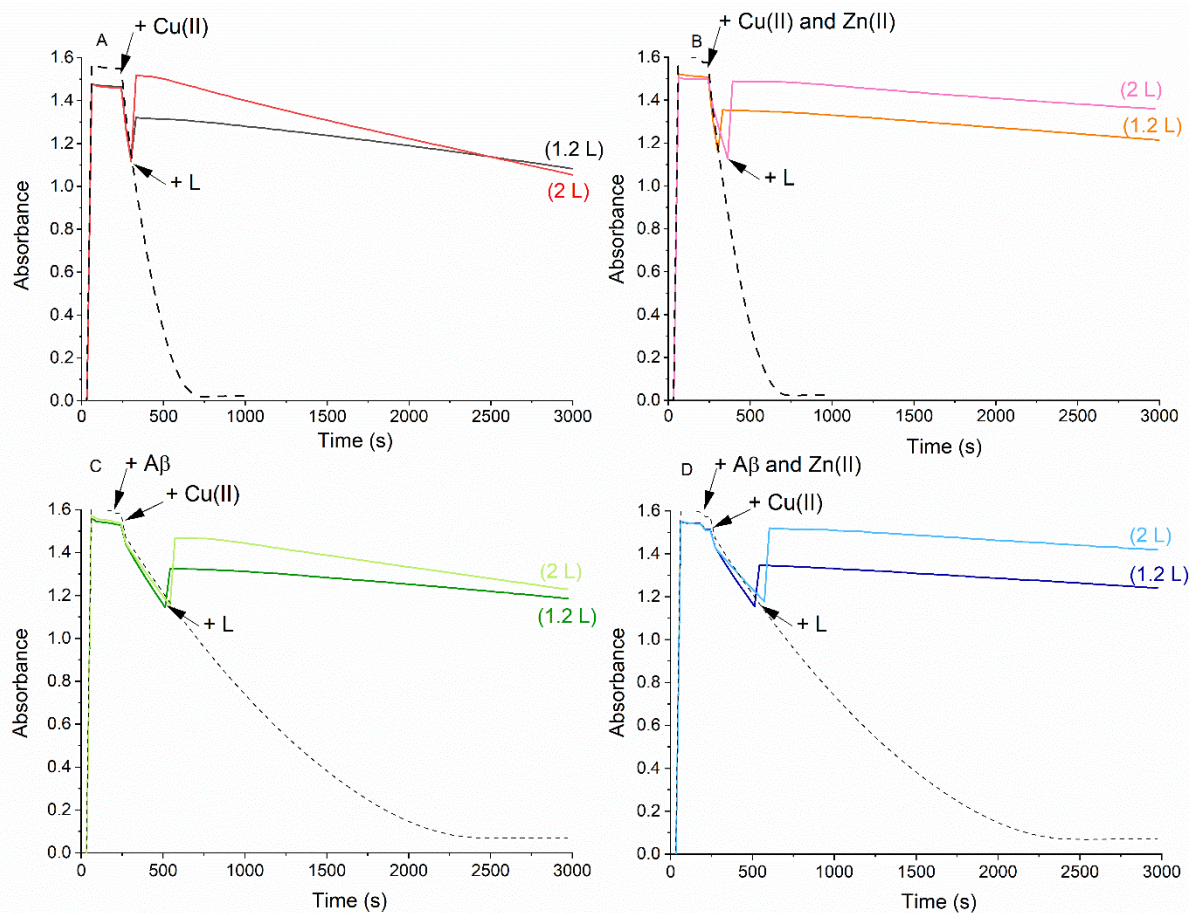 A
+ Cu(II)
1.6
1.4
1.2
1.0
0.8
0.6
0.4
0.2
0.0
Absorbance
(1.2 L)
(2 L)
+ L
0 500 1000 1500 2000 2500 3000
Time (s)
B
+ Cu(II) and Zn(II)
1.6
1.4
1.2
1.0
0.8
0.6
0.4
0.2
0.0
Absorbance
(2 L)
(1.2 L)
+ L
0 500 1000 1500 2000 2500 3000
Time (s)
C
+ Aβ
+ Cu(II)
1.6
1.4
1.2
1.0
0.8
0.6
0.4
0.2
0.0
Absorbance
(2 L)
(1.2 L)
+ L
0 500 1000 1500 2000 2500 3000
Time (s)
D
+ Aβ and Zn(II)
+ Cu(II)
1.6
1.4
1.2
1.0
0.8
0.6
0.4
0.2
0.0
Absorbance
(2 L)
(1.2 L)
+ L
0 500 1000 1500 2000 2500 3000
Time (s)